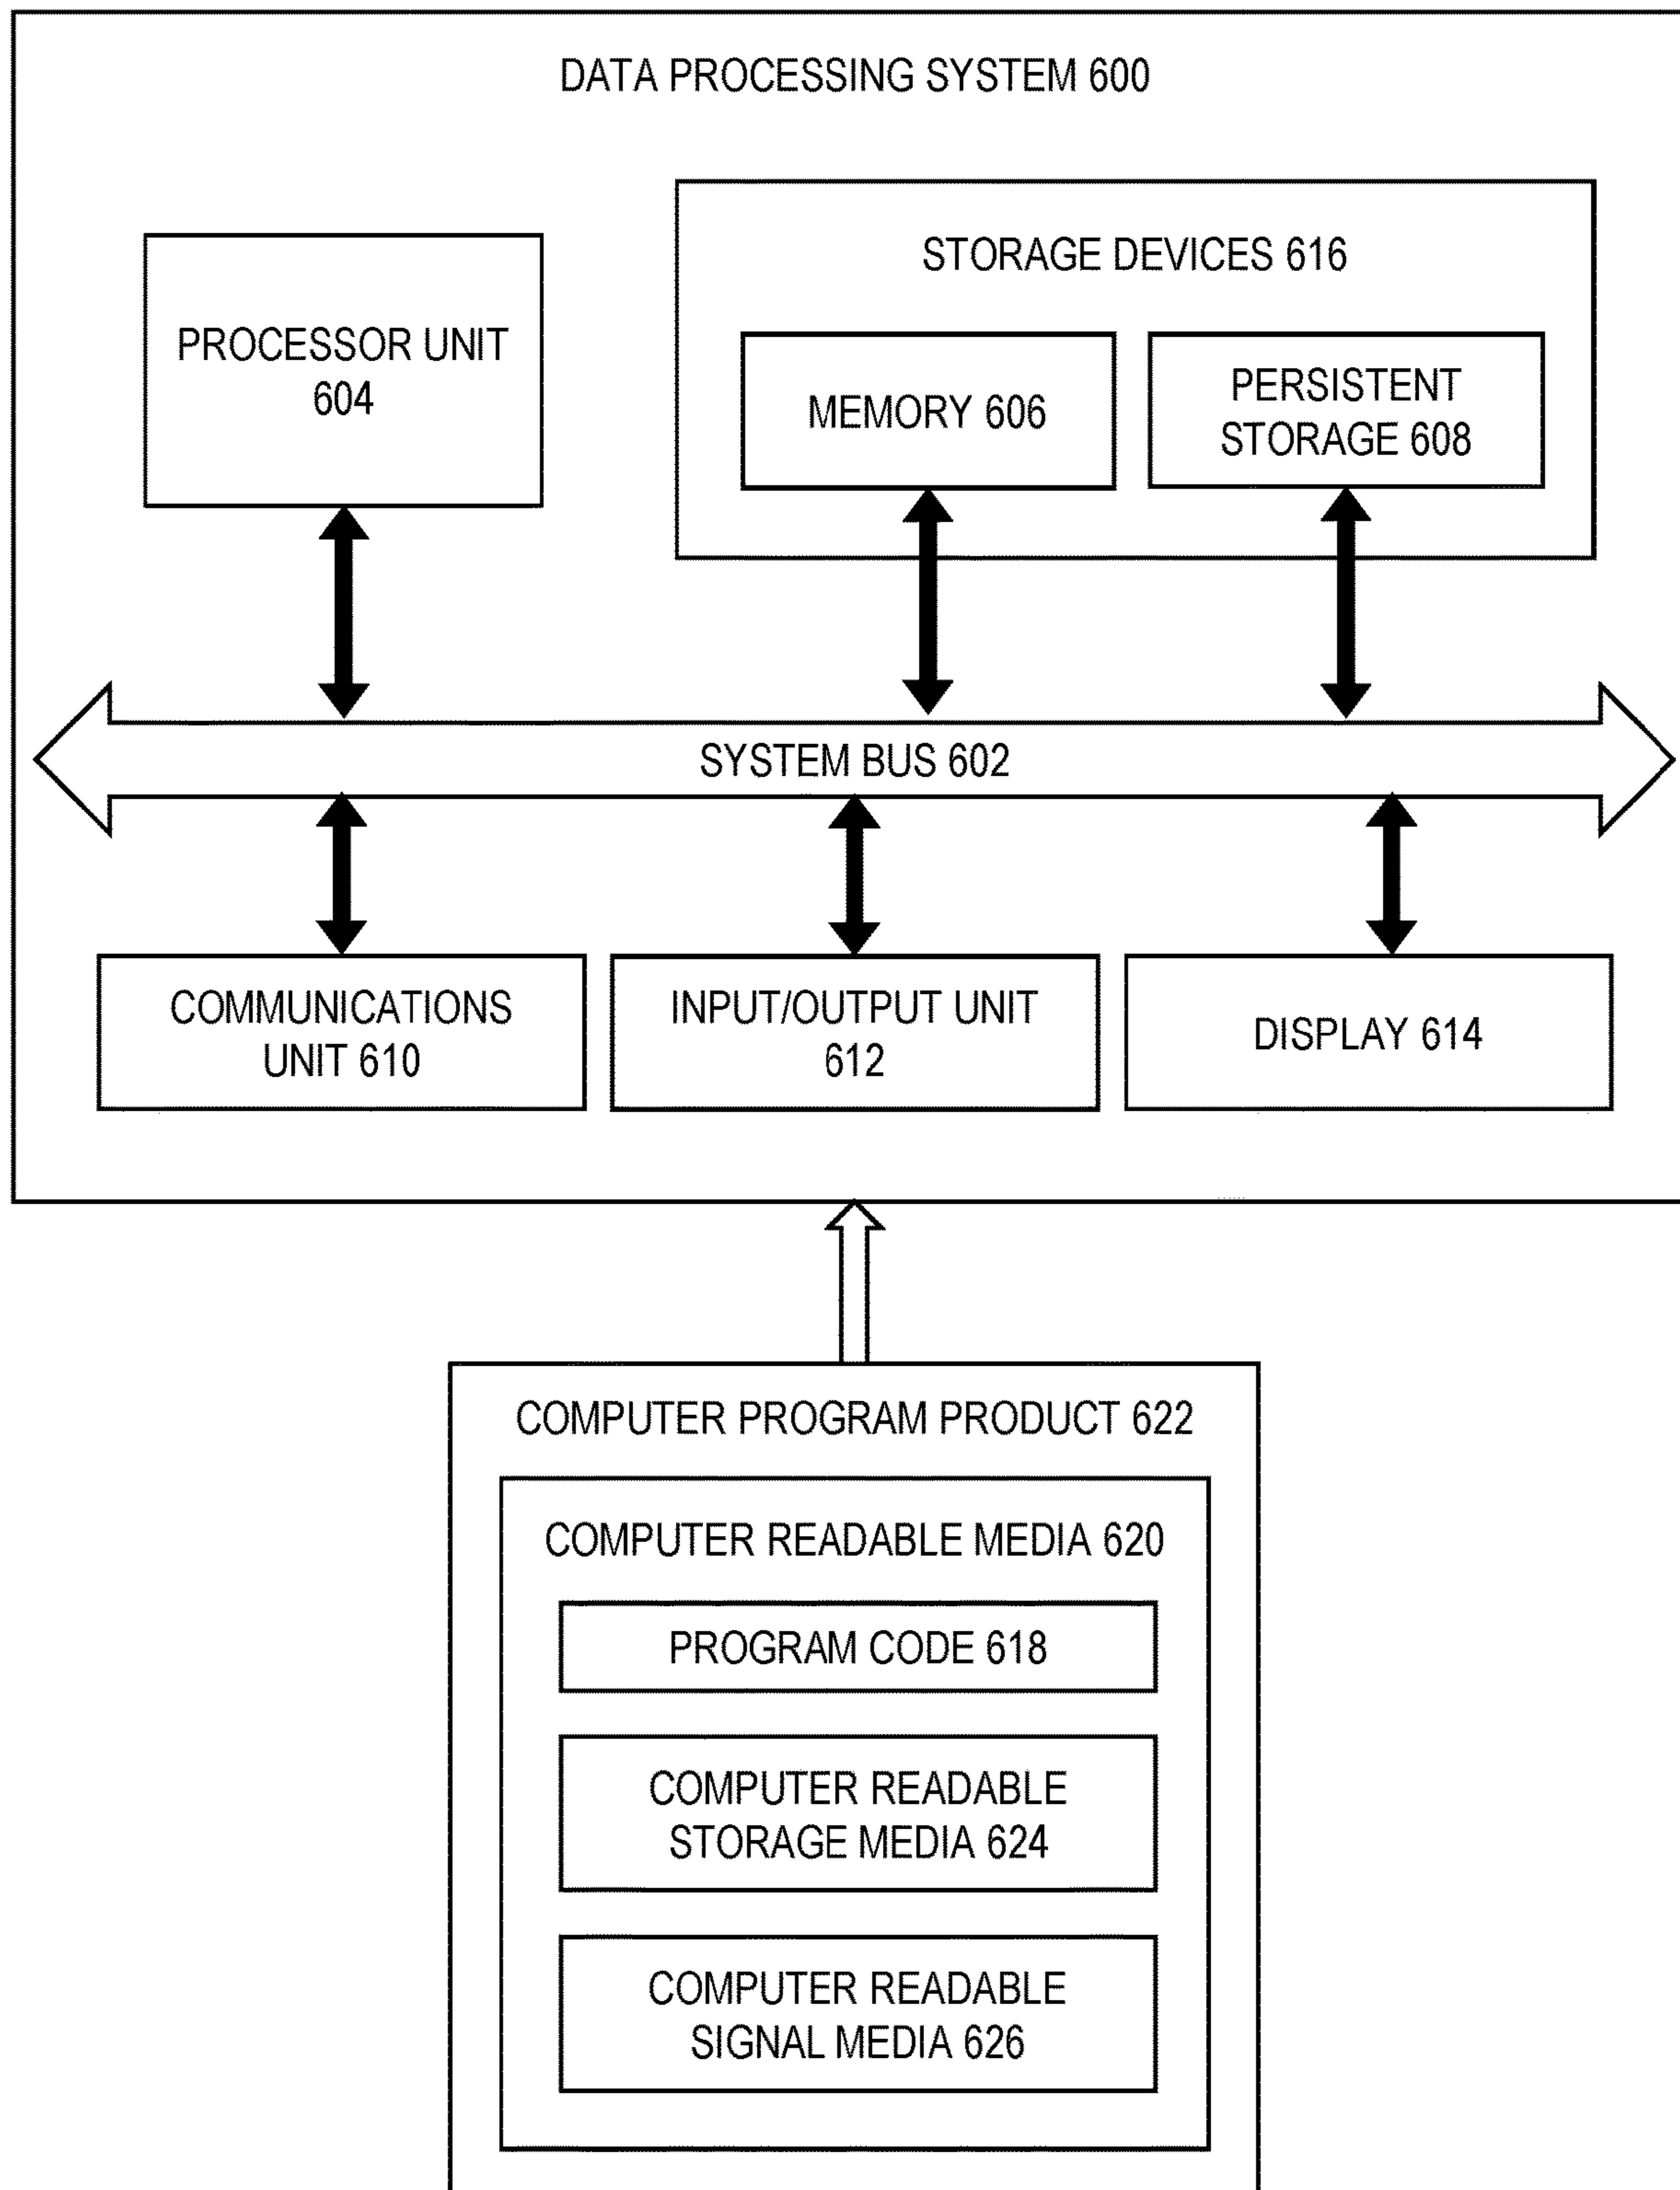 DATA PROCESSING SYSTEM 600
STORAGE DEVICES 616
PROCESSOR UNIT
604
MEMORY 606
PERSISTENT
STORAGE 608
SYSTEM BUS 602
COMMUNICATIONS
UNIT 610
INPUT/OUTPUT UNIT
612
DISPLAY 614
COMPUTER PROGRAM PRODUCT 622
COMPUTER READABLE MEDIA 620
PROGRAM CODE 618
COMPUTER READABLE
STORAGE MEDIA 624
COMPUTER READABLE
SIGNAL MEDIA 626